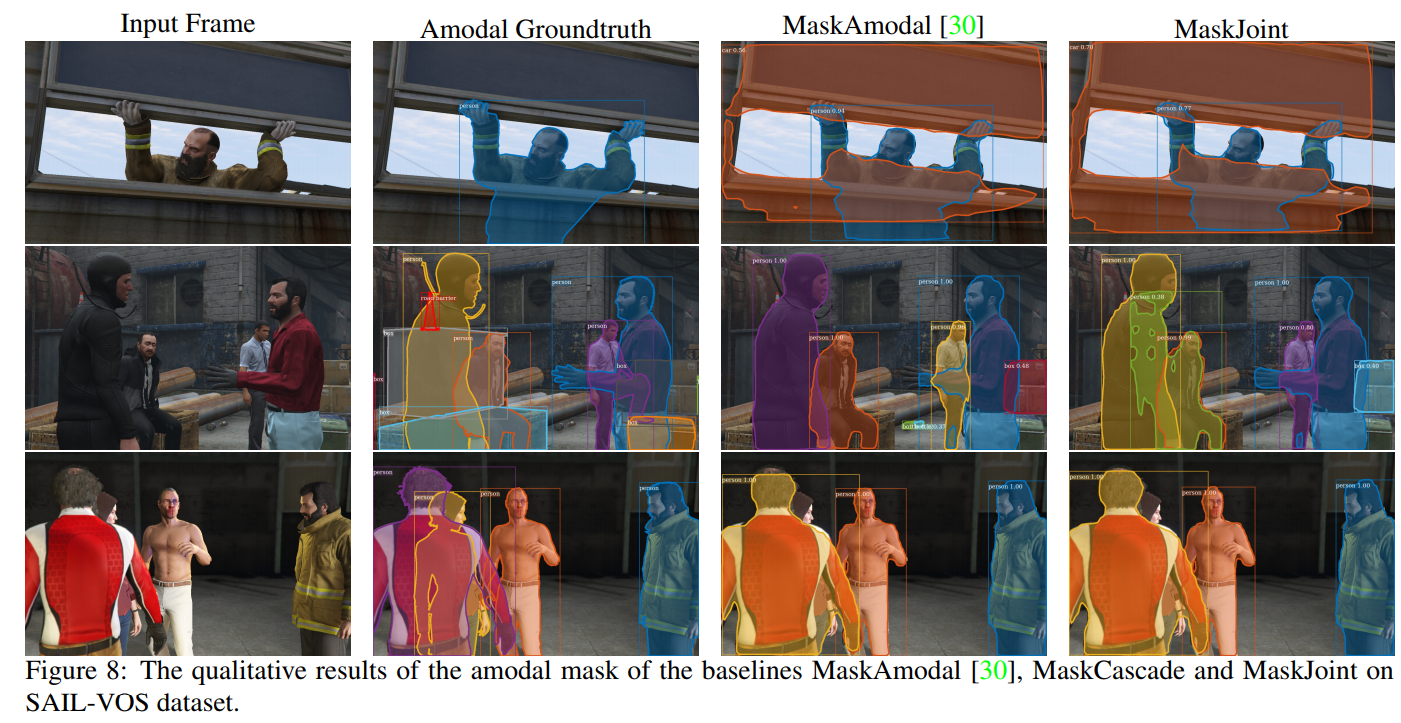 Input Frame
Amodal Groundtruth
MaskAmodal [30]
MaskJoint
person
car 0.56
person 0.94
car 0.70
person 0.77
person
road barrier
person
box
person
person
box
box
box
box
person 1.00
person 1.00
person 1.00
person 0.96
box 0.48
person 1.00
person 0.38
person 0.99
person 1.00
person 0.80
box 0.60
person
person
person
person
person 1.00
person 1.00
person 1.00
person 1.00
person 1.00
person 1.00
Figure 8: The qualitative results of the amodal mask of the baselines MaskAmodal [30], MaskCascade and MaskJoint on
SAIL-VOS dataset.